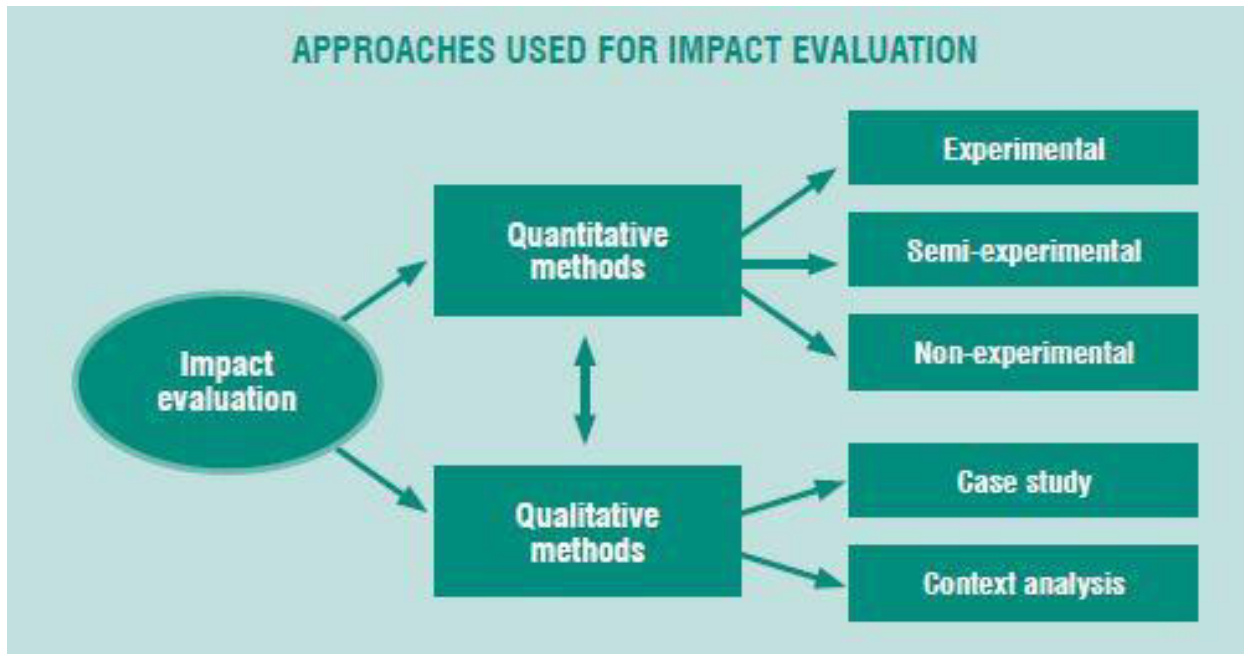 APPROACHES USED FOR IMPACT EVALUATION
Impact
evaluation
Quantitative
methods
Experimental
Semi-experimental
Non-experimental
Qualitative
methods
Case study
Context analysis